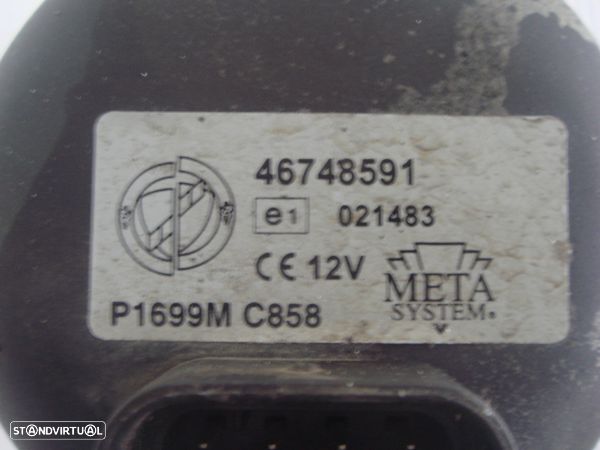 46748591
e1 021483
CE 12V
META
SYSTEM®
P1699M C858
STANDVIRTUAL